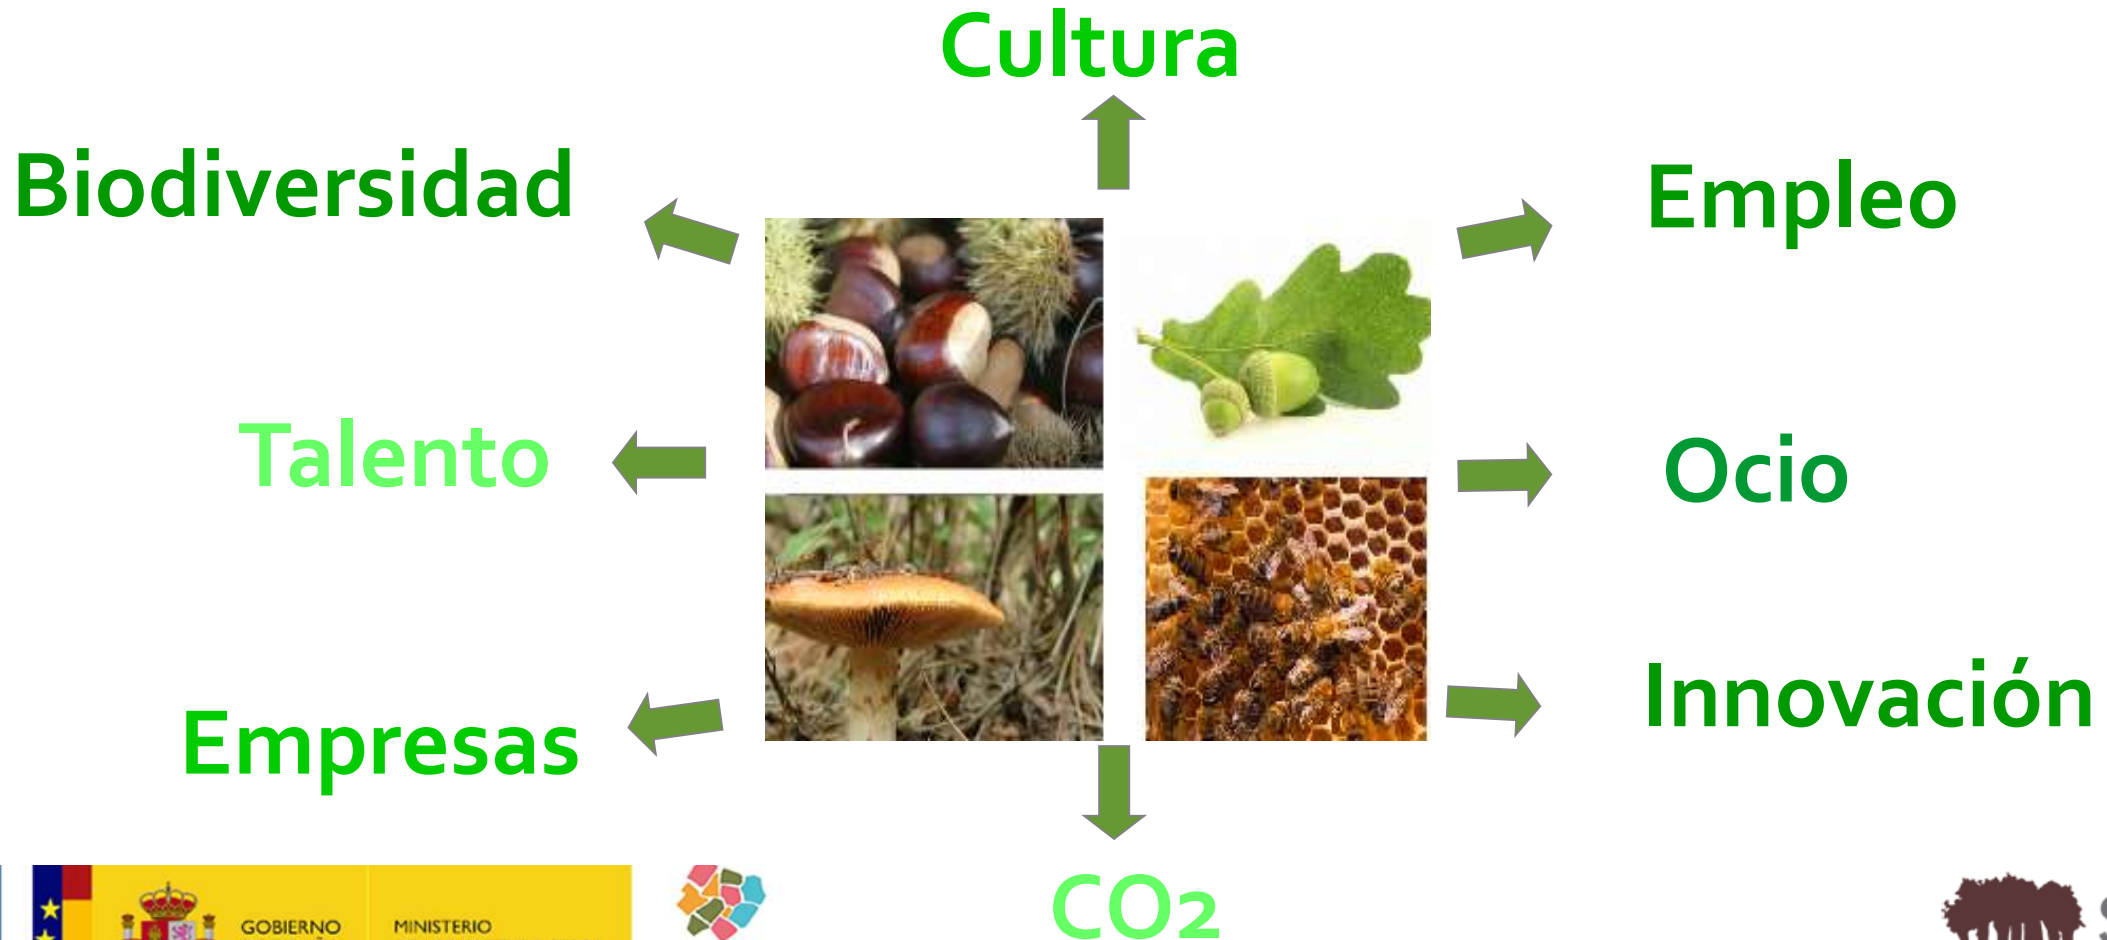 Cultura
Biodiversidad
Empleo
Talento
Ocio
Empresas
Innovación
CO2
GOBIERNO
MINISTERIO